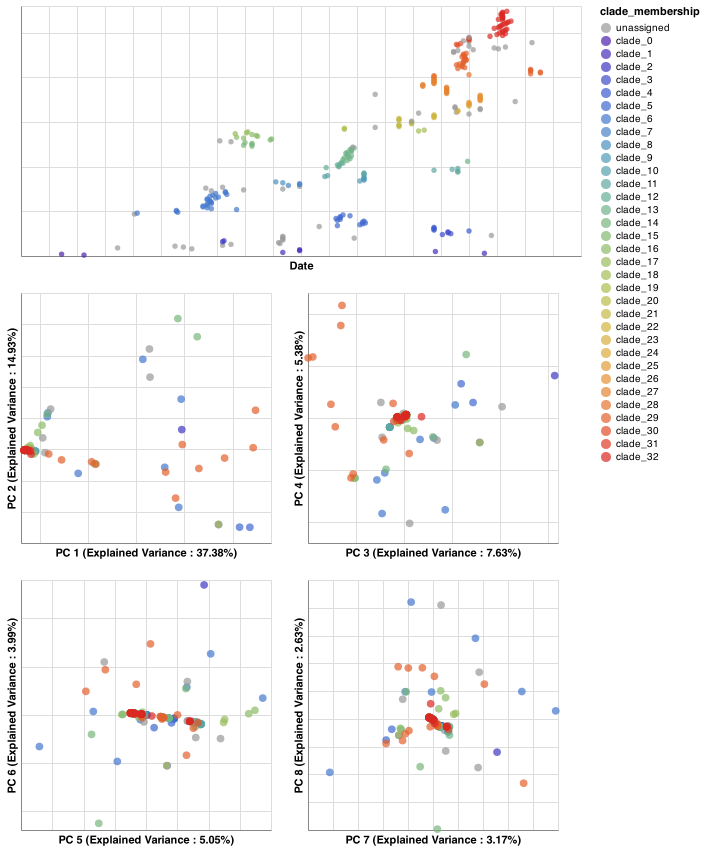 clade_membership
unassigned
clade_0
clade_1
clade_2
clade_3
clade_4
clade_5
clade_6
clade_7
clade_8
clade_9
clade_10
clade_11
clade_12
clade_13
clade_14
clade_15
clade_16
clade_17
clade_18
clade_19
clade_20
clade_21
clade_22
clade_23
clade_24
clade_25
clade_26
clade_27
clade_28
clade_29
clade_30
clade_31
clade_32
Date
PC 2 (Explained Variance : 14.93%)
PC 1 (Explained Variance : 37.38%)
PC 4 (Explained Variance : 5.38%)
PC 3 (Explained Variance : 7.63%)
PC 6 (Explained Variance : 3.99%)
PC 5 (Explained Variance : 5.05%)
PC 8 (Explained Variance : 2.63%)
PC 7 (Explained Variance : 3.17%)